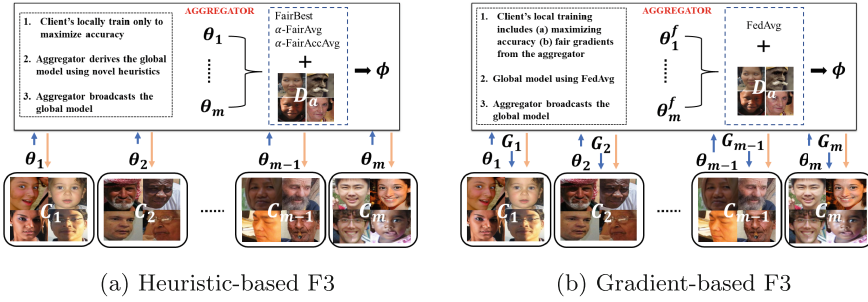 1. Client's locally train only to
maximize accuracy
2. Aggregator derives the global
model using novel heuristics
3. Aggregator broadcasts the
global model
AGGREGATOR
θ1
θm
FairBest
α-FairAvg
α-FairAccAvg
+
Da
ϕ
θ1
θ2
θm−1
θm
C1
C2
......
Cm−1
Cm
(a) Heuristic-based F3
1. Client's local training
includes (a) maximizing
accuracy (b) fair gradients
from the aggregator
2. Global model using FedAvg
3. Aggregator broadcasts the
global model
AGGREGATOR
θ1^f
θm^f
FedAvg
+
Da
ϕ
θ1 G1
θ2 G2
θm−1 Gm−1
θm Gm
C1
C2
......
Cm−1
Cm
(b) Gradient-based F3